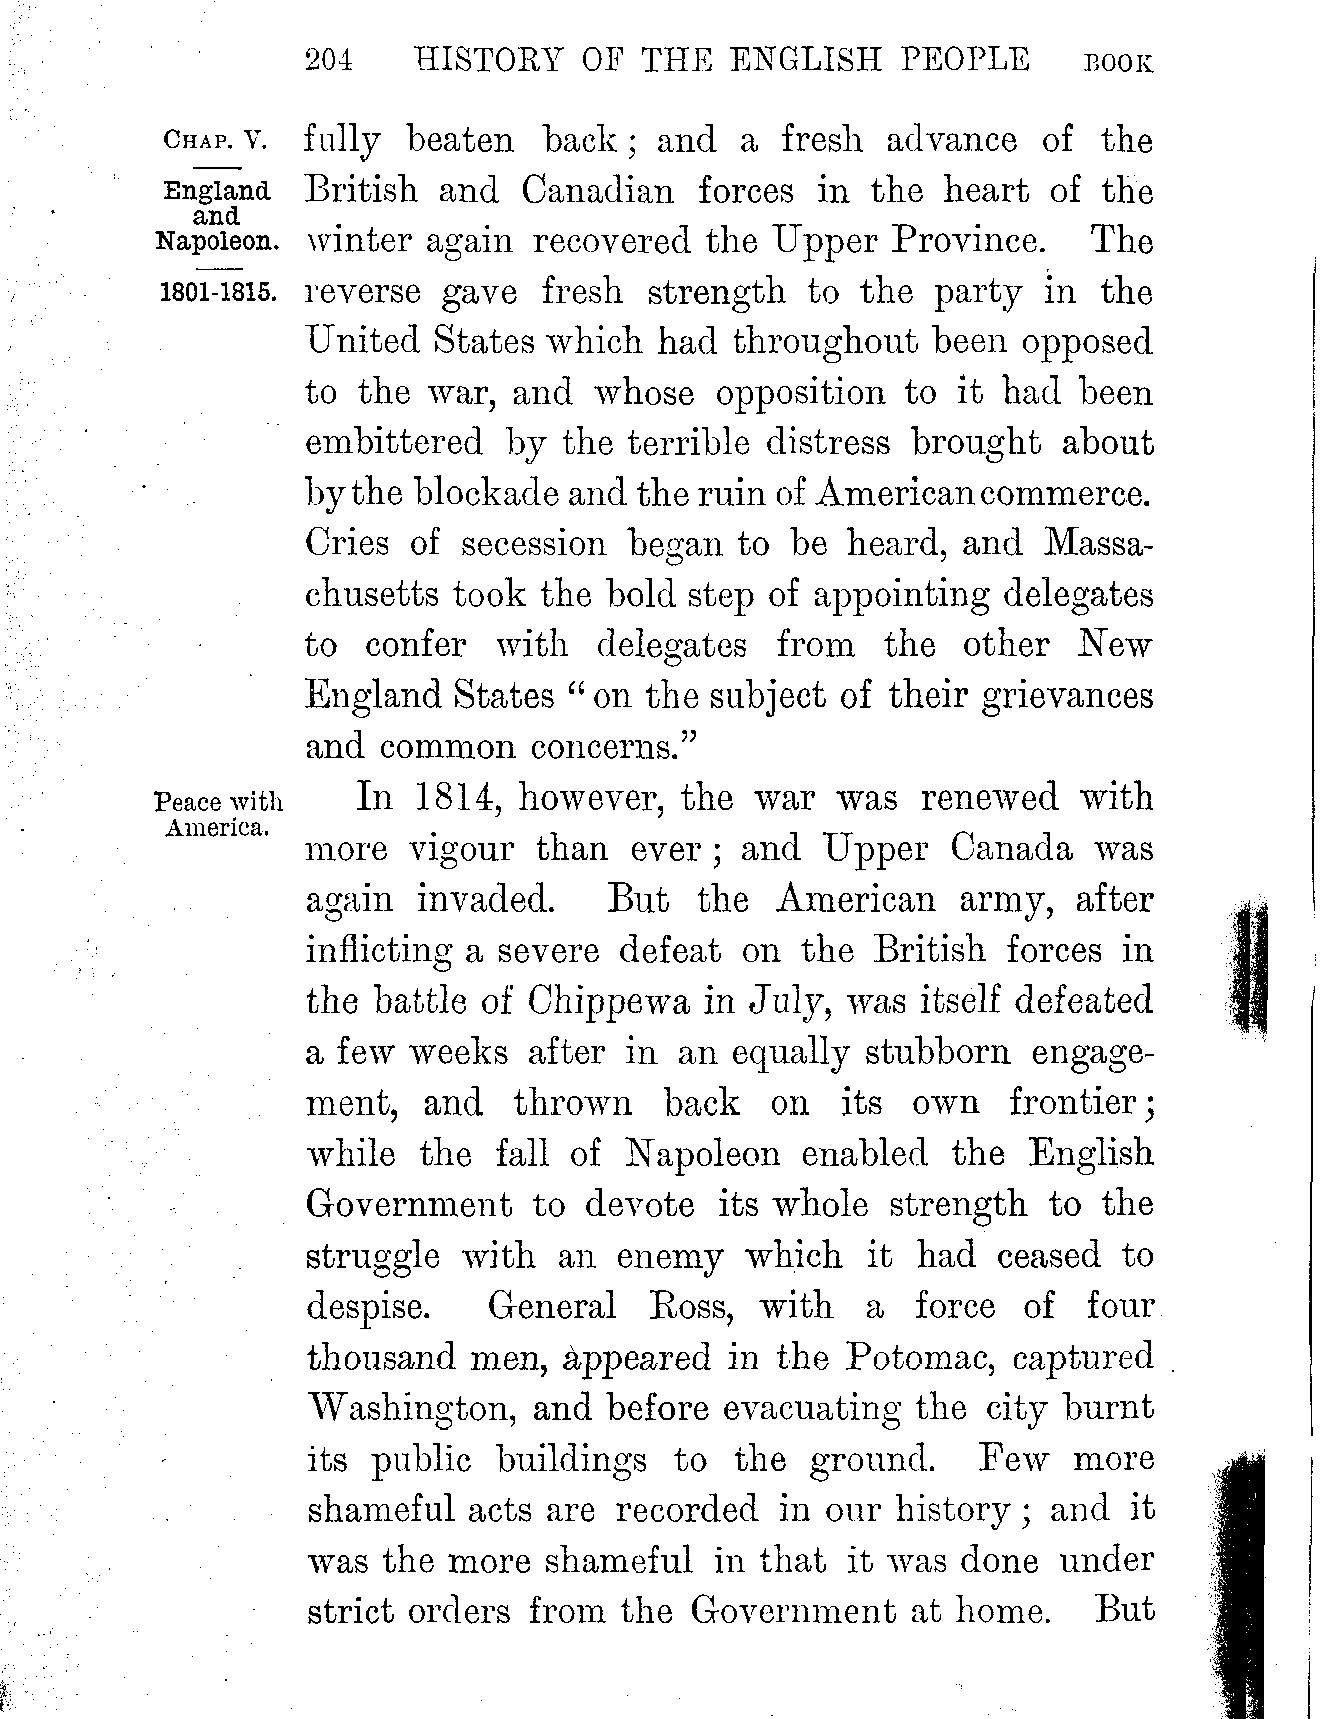 204 HISTORY OF THE ENGLISH PEOPLE BOOK
CHAP. V.
England
and
Napoleon.
1801-1815.
fully beaten back; and a fresh advance of the
British and Canadian forces in the heart of the
winter again recovered the Upper Province. The
reverse gave fresh strength to the party in the
United States which had throughout been opposed
to the war, and whose opposition to it had been
embittered by the terrible distress brought about
by the blockade and the ruin of American commerce.
Cries of secession began to be heard, and Massa-
chusetts took the bold step of appointing delegates
to confer with delegates from the other New
England States “on the subject of their grievances
and common concerns.”
Peace with
America.
In 1814, however, the war was renewed with
more vigour than ever; and Upper Canada was
again invaded. But the American army, after
inflicting a severe defeat on the British forces in
the battle of Chippewa in July, was itself defeated
a few weeks after in an equally stubborn engage-
ment, and thrown back on its own frontier;
while the fall of Napoleon enabled the English
Government to devote its whole strength to the
struggle with an enemy which it had ceased to
despise. General Ross, with a force of four
thousand men, appeared in the Potomac, captured
Washington, and before evacuating the city burnt
its public buildings to the ground. Few more
shameful acts are recorded in our history; and it
was the more shameful in that it was done under
strict orders from the Government at home. But